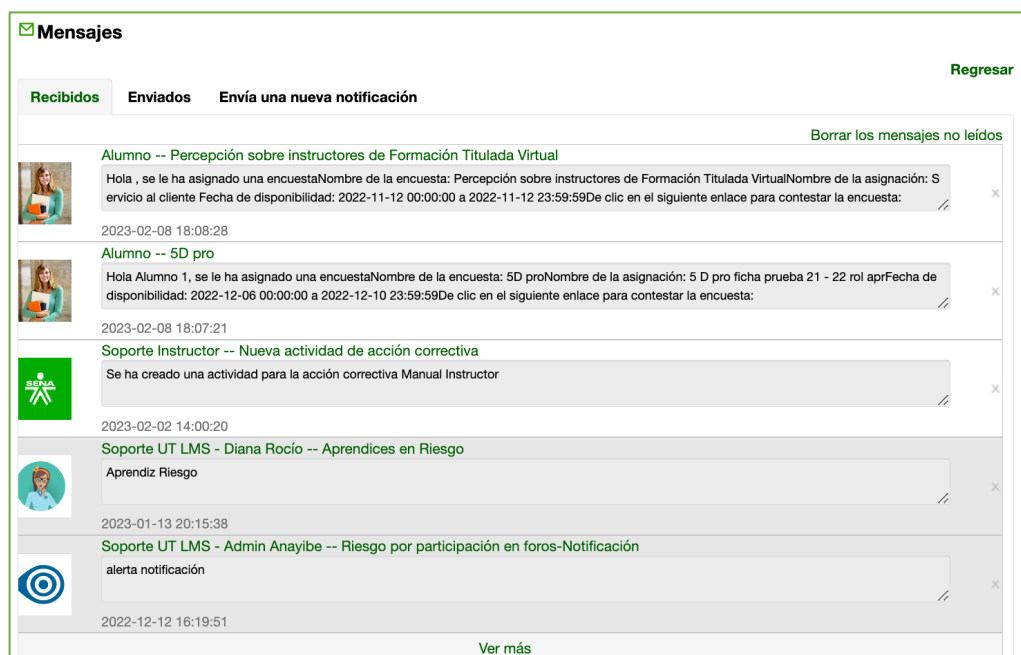 Mensajes
Regresar
Recibidos Enviados Envía una nueva notificación
Borrar los mensajes no leídos
Alumno -- Percepción sobre instructores de Formación Titulada Virtual
Hola , se le ha asignado una encuestaNombre de la encuesta: Percepción sobre instructores de Formación Titulada VirtualNombre de la asignación: S
ervicio al cliente Fecha de disponibilidad: 2022-11-12 00:00:00 a 2022-11-12 23:59:59De clic en el siguiente enlace para contestar la encuesta:
x
2023-02-08 18:08:28
Alumno -- 5D pro
Hola Alumno 1, se le ha asignado una encuestaNombre de la encuesta: 5D proNombre de la asignación: 5 D pro ficha prueba 21 - 22 rol aprFecha de
disponibilidad: 2022-12-06 00:00:00 a 2022-12-10 23:59:59De clic en el siguiente enlace para contestar la encuesta:
x
2023-02-08 18:07:21
SENA
Soporte Instructor -- Nueva actividad de acción correctiva
Se ha creado una actividad para la acción correctiva Manual Instructor
x
2023-02-02 14:00:20
Soporte UT LMS - Diana Rocío -- Aprendices en Riesgo
Aprendiz Riesgo
x
2023-01-13 20:15:38
Soporte UT LMS - Admin Anayibe -- Riesgo por participación en foros-Notificación
alerta notificación
x
2022-12-12 16:19:51
Ver más